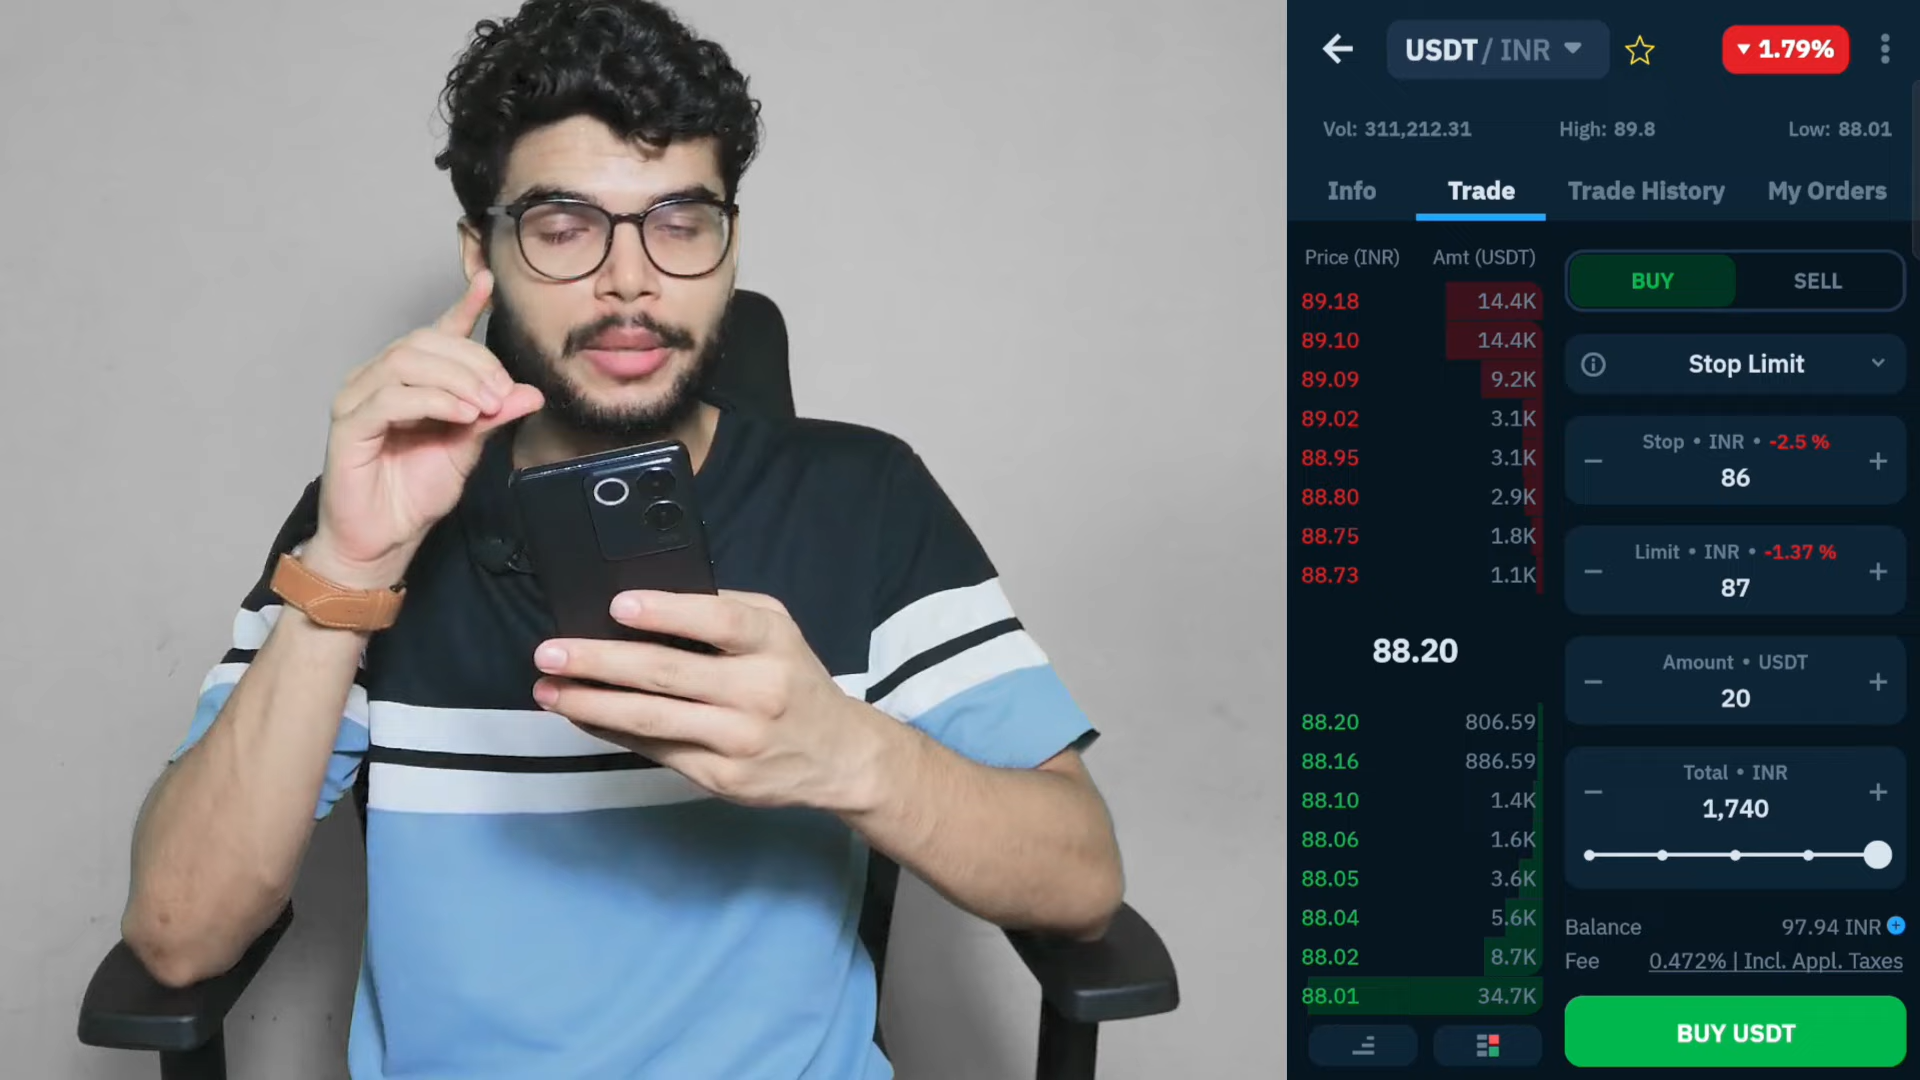 USDT / INR
▼ 1.79%
Vol: 311,212.31 High: 89.8 Low: 88.01
Info Trade Trade History My Orders
Price (INR) Amt (USDT)
89.18 14.4K
89.10 14.4K
89.09 9.2K
89.02 3.1K
88.95 3.1K
88.80 2.9K
88.75 1.8K
88.73 1.1K
88.20
88.20 806.59
88.16 886.59
88.10 1.4K
88.06 1.6K
88.05 3.6K
88.04 5.6K
88.02 8.7K
88.01 34.7K
BUY SELL
Stop Limit
Stop • INR • -2.5 %
86
Limit • INR • -1.37 %
87
Amount • USDT
20
Total • INR
1,740
Balance 97.94 INR
Fee 0.472% | Incl. Appl. Taxes
BUY USDT